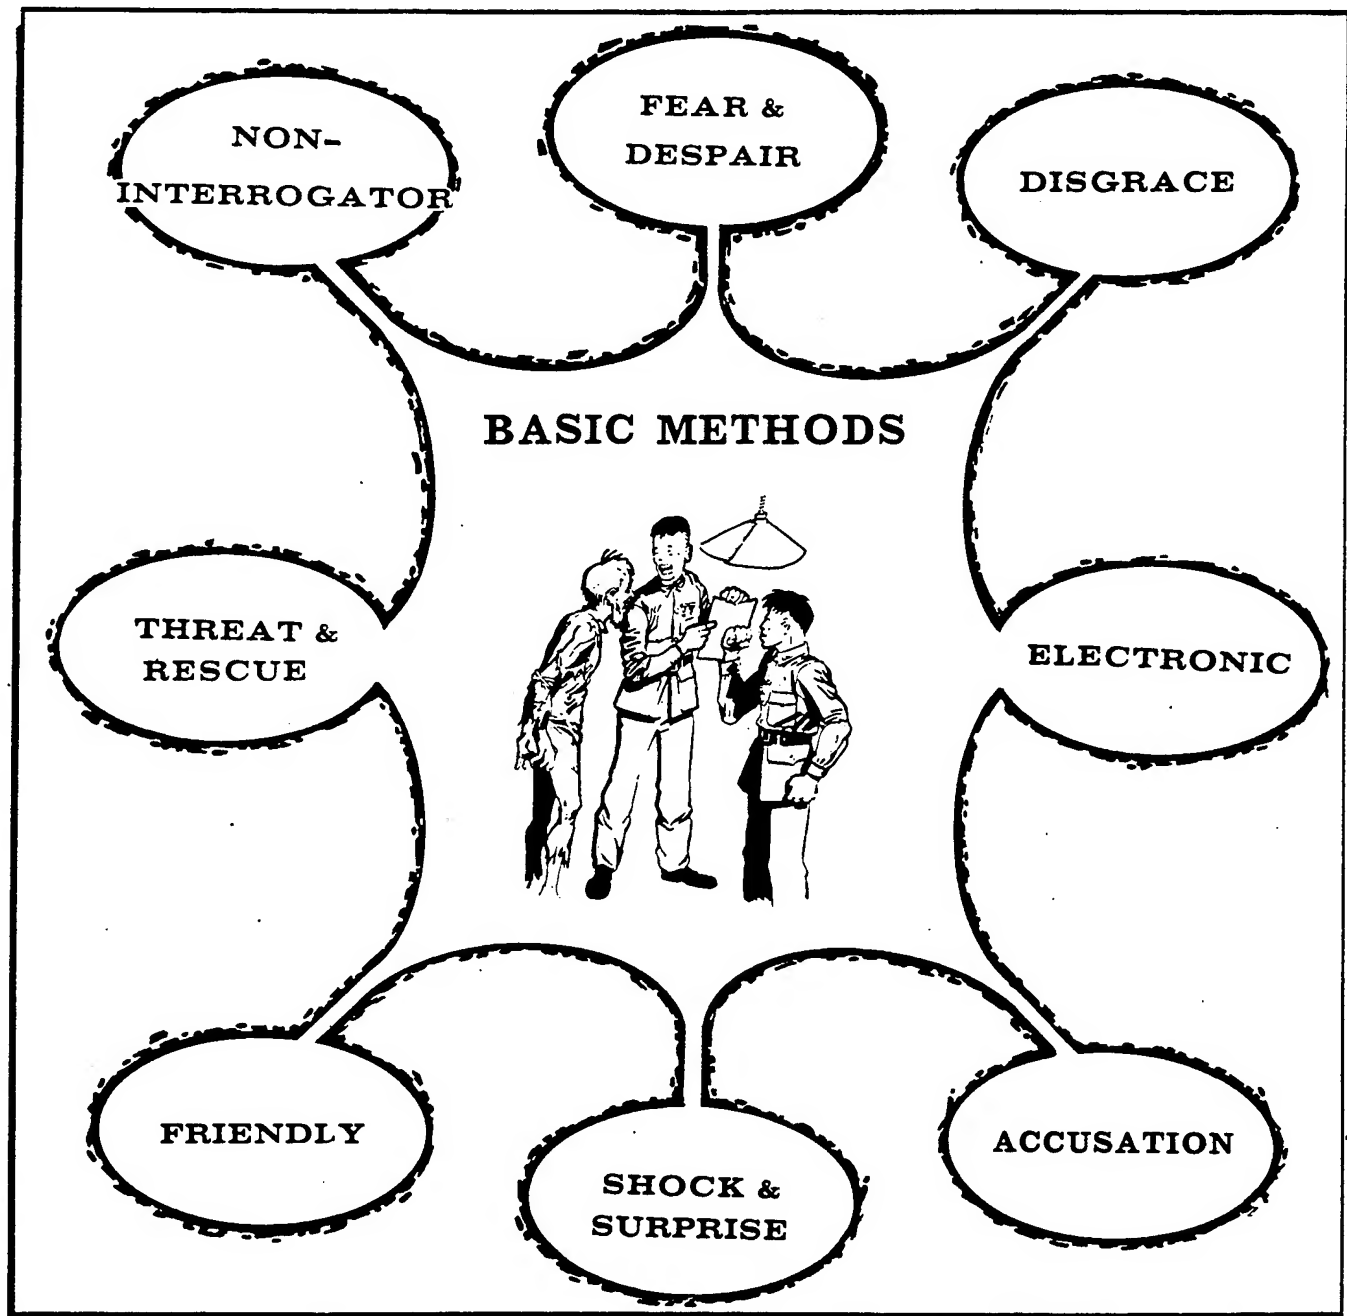 NON-
INTERROGATOR
FEAR &
DESPAIR
DISGRACE
BASIC METHODS
THREAT &
RESCUE
ELECTRONIC
FRIENDLY
SHOCK &
SURPRISE
ACCUSATION